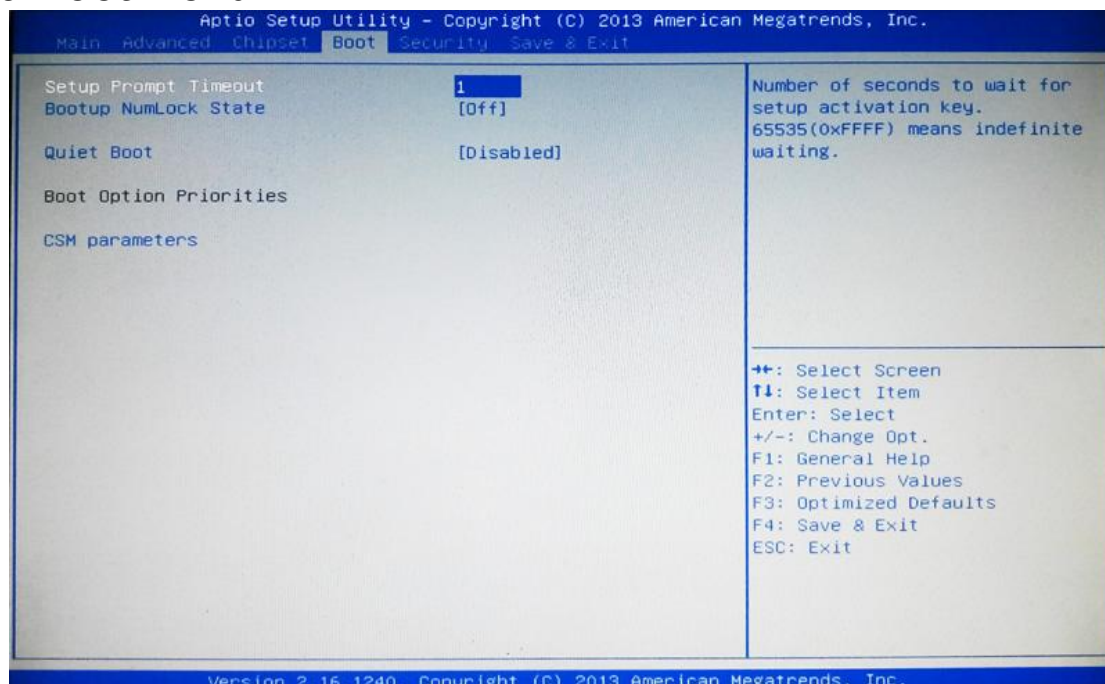 Aptio Setup Utility – Copyright (C) 2013 American Megatrends, Inc.
Main Advanced Chipset Boot Security Save & Exit
Setup Prompt Timeout 1
Bootup NumLock State [Off]
Quiet Boot [Disabled]
Boot Option Priorities
CSM parameters
Number of seconds to wait for
setup activation key.
65535(0xFFFF) means indefinite
waiting.
→←: Select Screen
↑↓: Select Item
Enter: Select
+/-: Change Opt.
F1: General Help
F2: Previous Values
F3: Optimized Defaults
F4: Save & Exit
ESC: Exit
Version 2.16.1240. Copyright (C) 2013 American Megatrends, Inc.